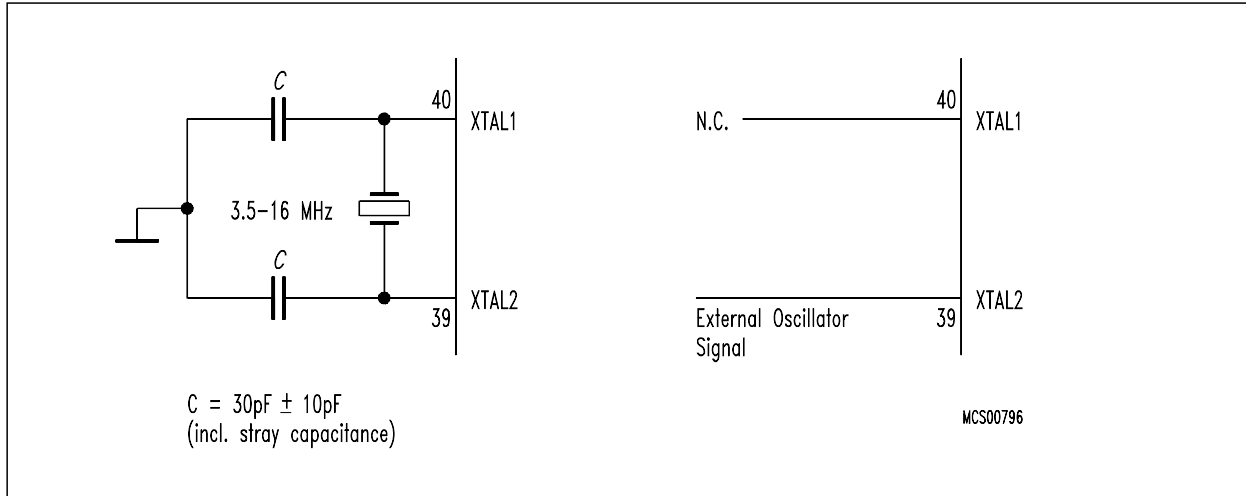 C
40
XTAL1
3.5-16 MHz
C
XTAL2
39
C = 30pF ± 10pF
(incl. stray capacitance)
40
N.C.
XTAL1
XTAL2
External Oscillator
39
Signal
MCS00796